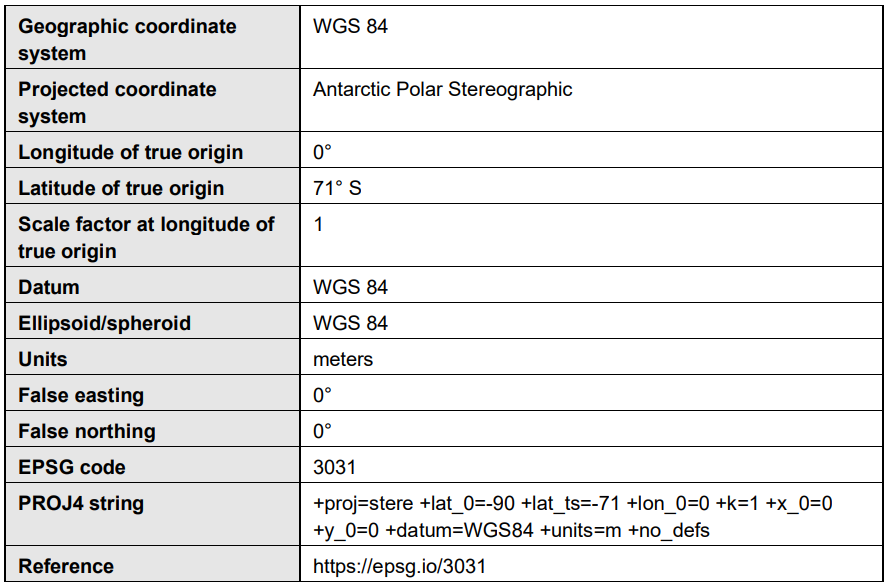 Geographic coordinate system WGS 84
Projected coordinate system Antarctic Polar Stereographic
Longitude of true origin 0°
Latitude of true origin 71° S
Scale factor at longitude of true origin 1
Datum WGS 84
Ellipsoid/spheroid WGS 84
Units meters
False easting 0°
False northing 0°
EPSG code 3031
PROJ4 string +proj=stere +lat_0=-90 +lat_ts=-71 +lon_0=0 +k=1 +x_0=0
+y_0=0 +datum=WGS84 +units=m +no_defs
Reference https://epsg.io/3031